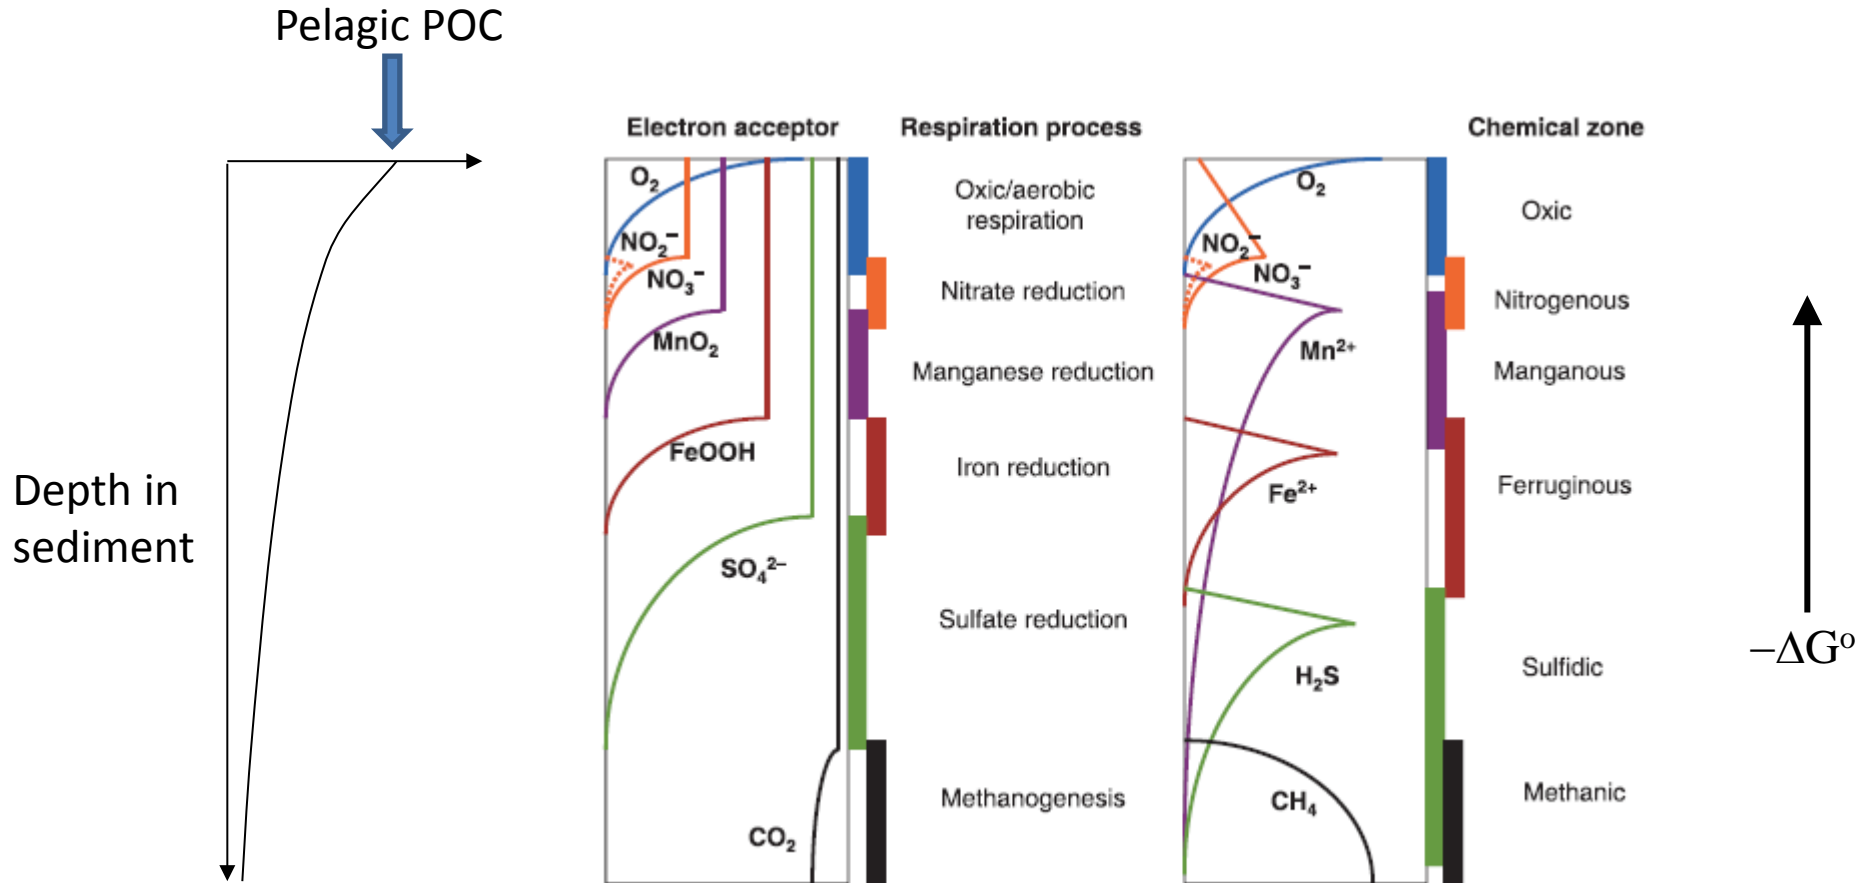 Pelagic POC
Depth in
sediment
Electron acceptor
O₂
NO₂⁻
NO₃⁻
MnO₂
FeOOH
SO₄²⁻
CO₂
Respiration process
Oxic/aerobic
respiration
Nitrate reduction
Manganese reduction
Iron reduction
Sulfate reduction
Methanogenesis
O₂
NO₂⁻
NO₃⁻
Mn²⁺
Fe²⁺
H₂S
CH₄
Chemical zone
Oxic
Nitrogenous
Manganous
Ferruginous
Sulfidic
Methanic
−ΔG°